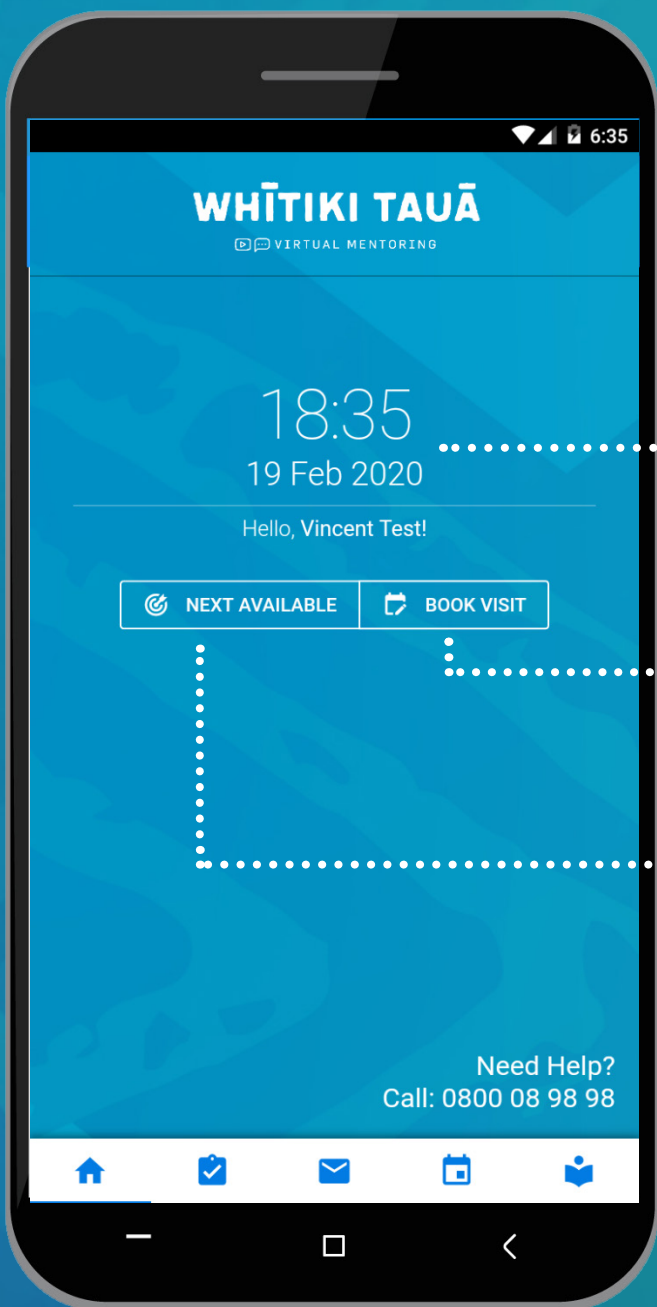 6:35
WHĪTIKI TAUĀ
VIRTUAL MENTORING
18:35
19 Feb 2020
Hello, Vincent Test!
NEXT AVAILABLE BOOK VISIT
Need Help?
Call: 0800 08 98 98